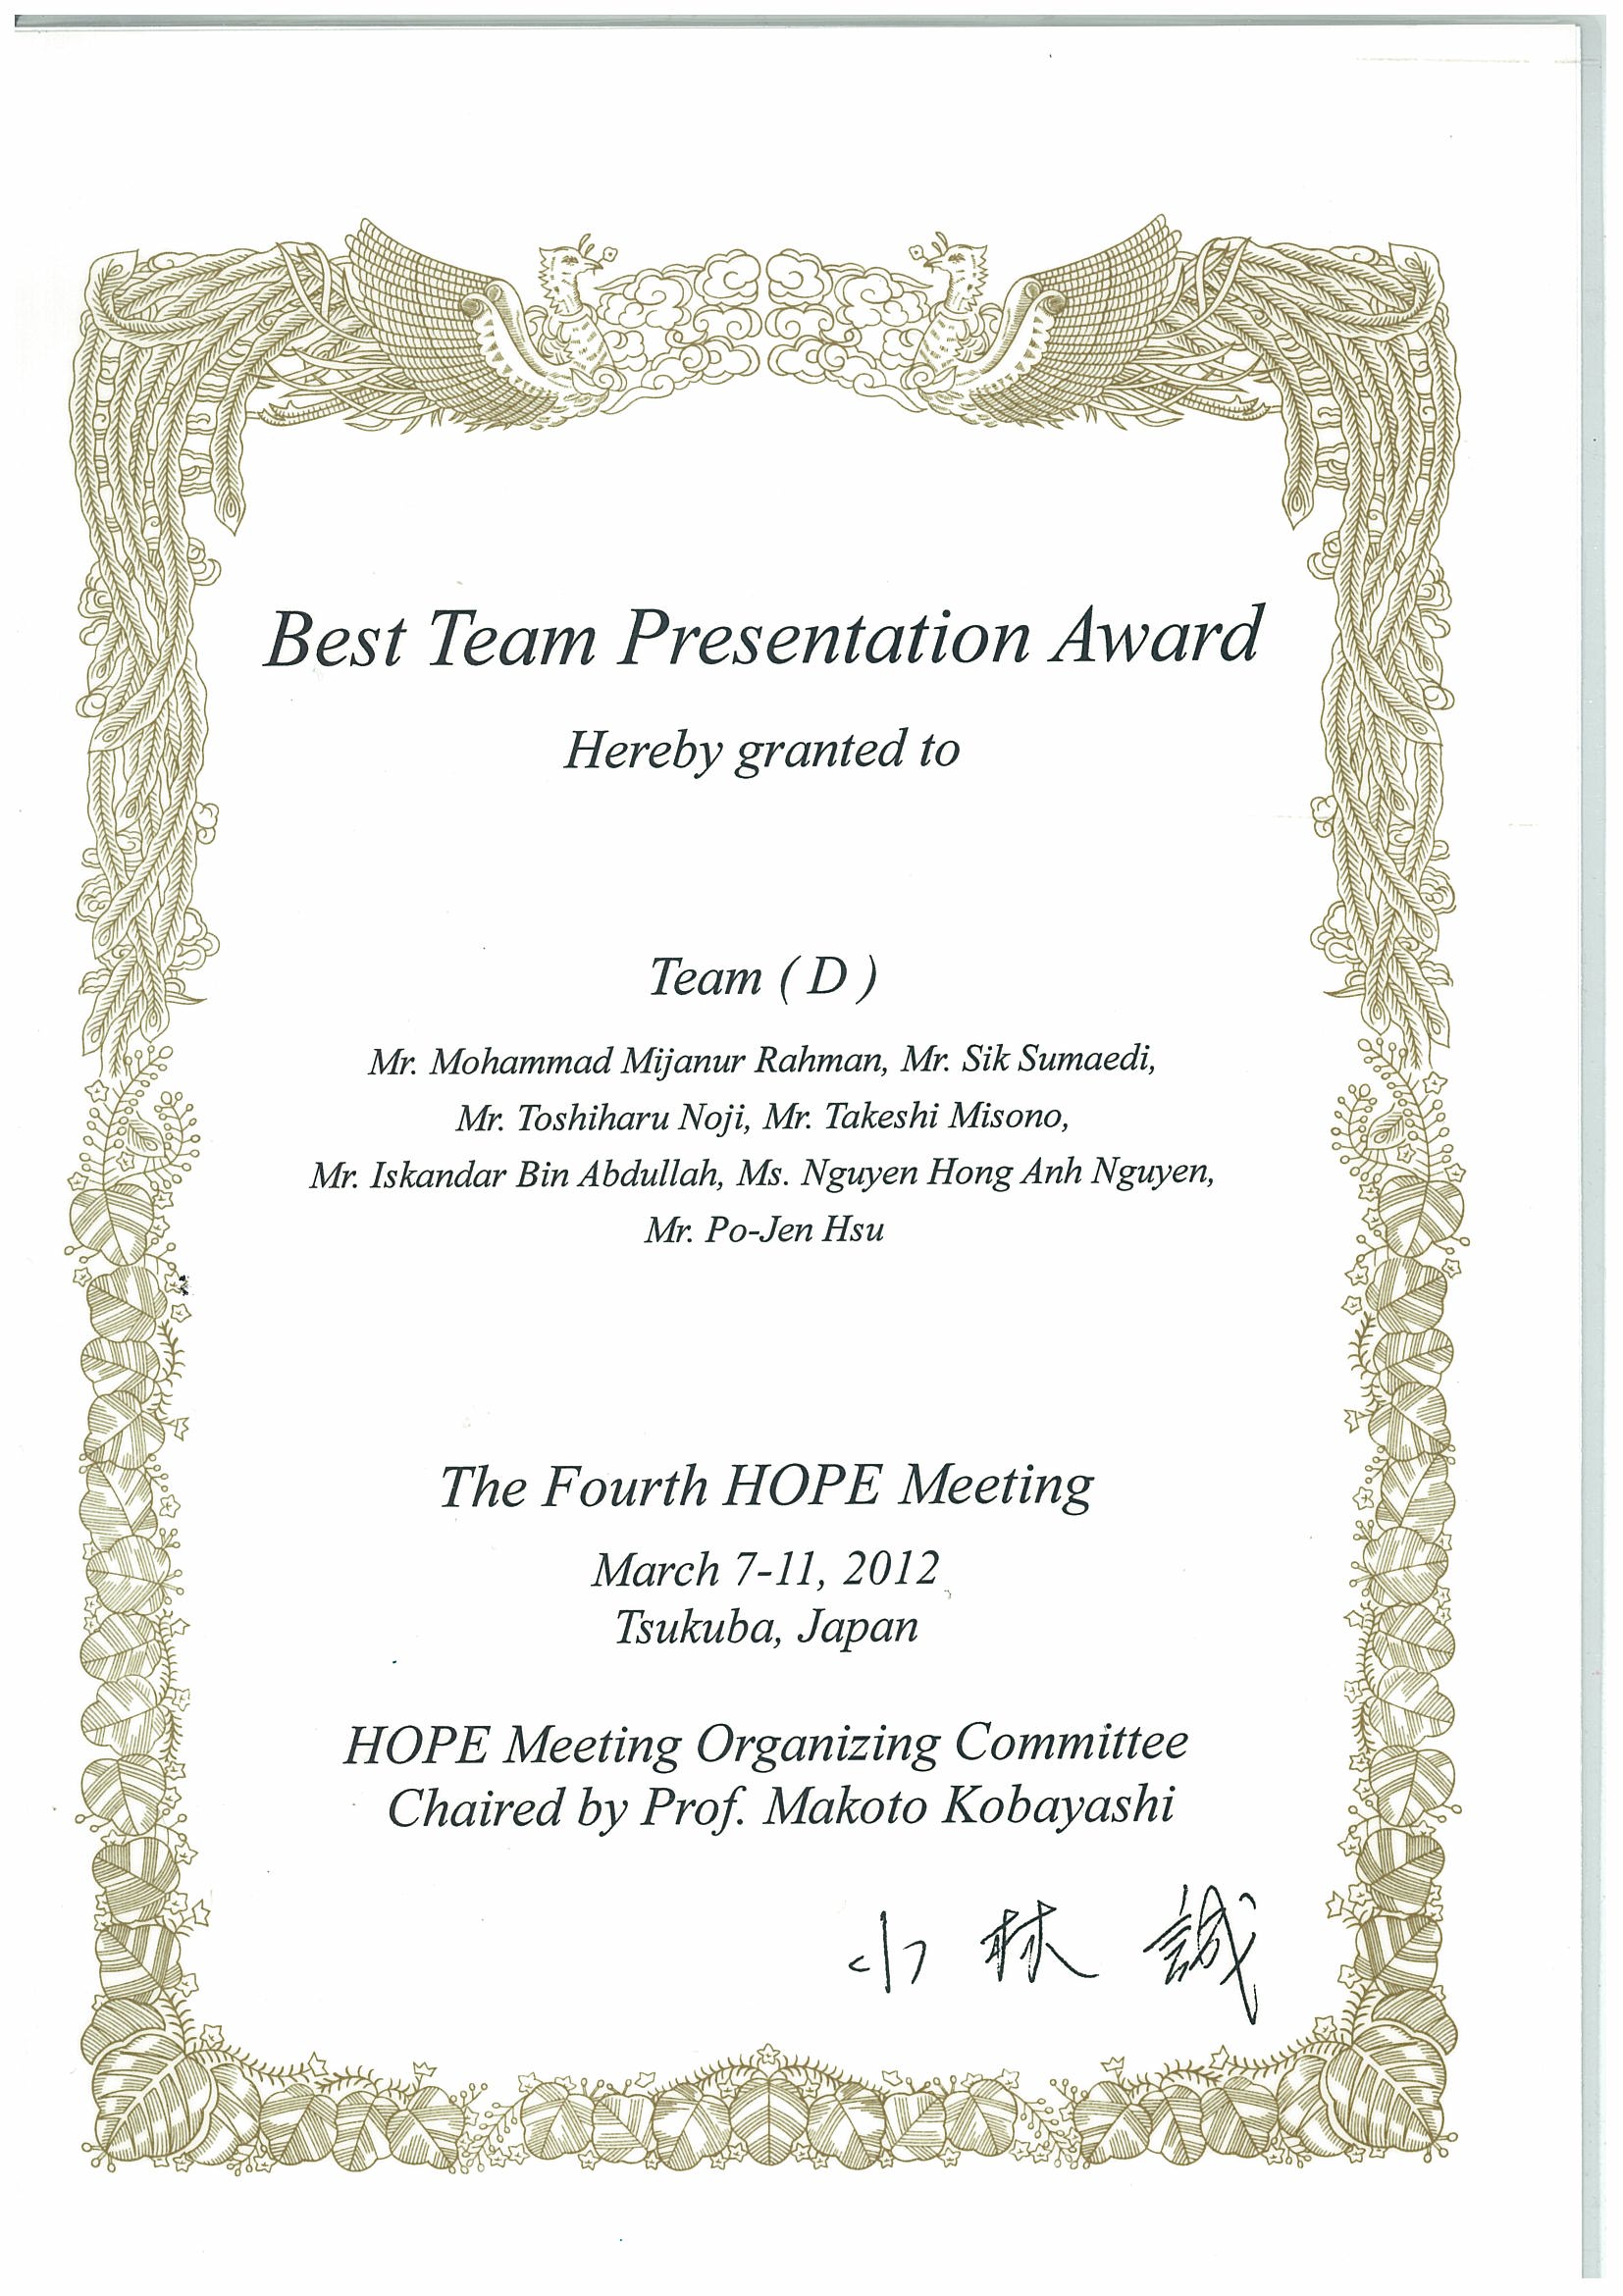 Best Team Presentation Award
Hereby granted to
Team ( D )
Mr. Mohammad Mijanur Rahman, Mr. Sik Sumaedi,
Mr. Toshiharu Noji, Mr. Takeshi Misono,
Mr. Iskandar Bin Abdullah, Ms. Nguyen Hong Anh Nguyen,
Mr. Po-Jen Hsu
The Fourth HOPE Meeting
March 7-11, 2012
Tsukuba, Japan
HOPE Meeting Organizing Committee
Chaired by Prof. Makoto Kobayashi
小林 誠